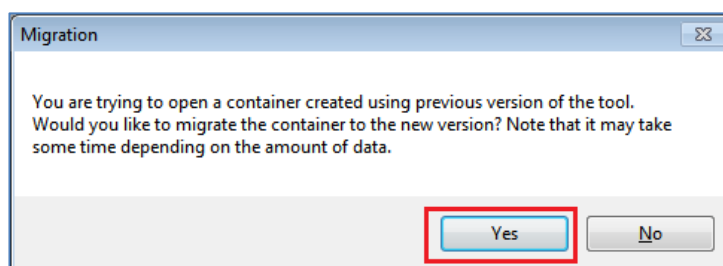 Migration
You are trying to open a container created using previous version of the tool.
Would you like to migrate the container to the new version? Note that it may take
some time depending on the amount of data.
Yes
No